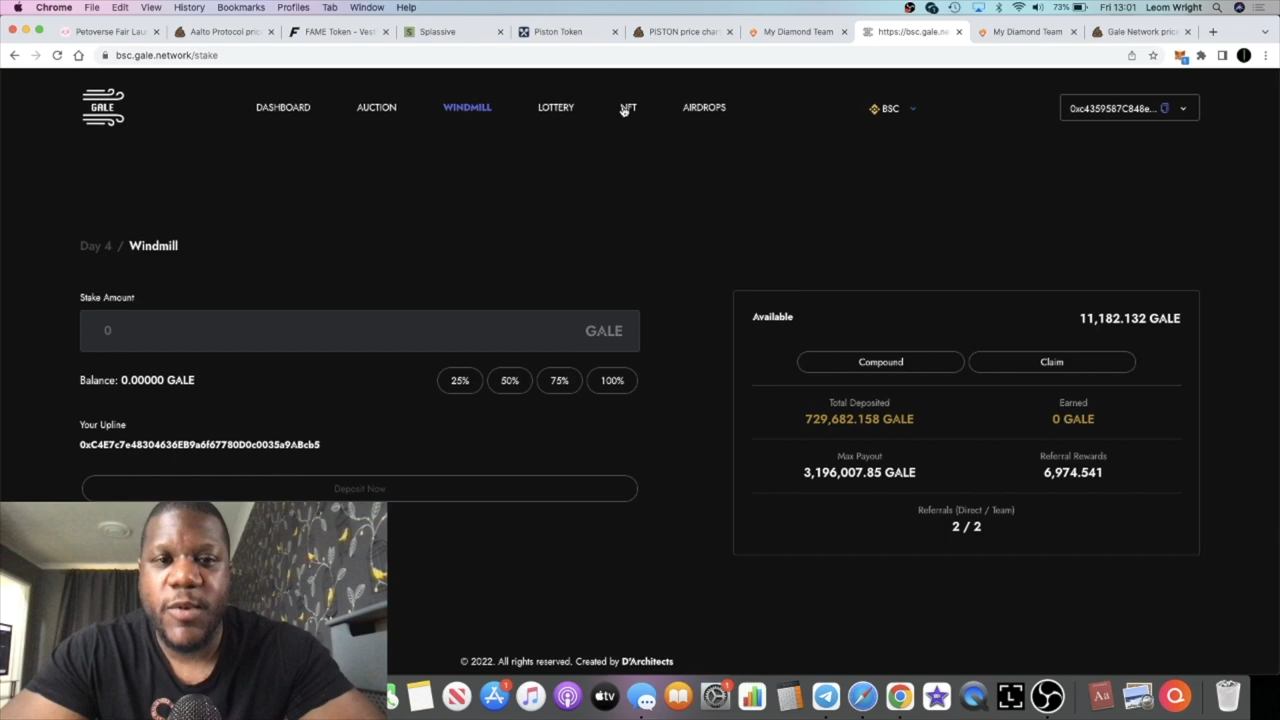 Chrome File Edit View History Bookmarks Profiles Tab Window Help 73% Fri 13:01 Leom Wright
Petoverse Fair Lau Aalto Protocol pric FAME Token - Vest Splassive Piston Token PISTON price char My Diamond Team https://bsc.gale.ne My Diamond Team Gale Network pric
bsc.gale.network/stake
GALE DASHBOARD AUCTION WINDMILL LOTTERY NFT AIRDROPS BSC 0xc4359587C848e...
Day 4 / Windmill
Stake Amount
0 GALE
Balance: 0.00000 GALE 25% 50% 75% 100%
Your Upline
0xC4E7c7e48304636EB9a6f67780D0c0035a9ABcb5
Deposit Now
Available 11,182.132 GALE
Compound Claim
Total Deposited Earned
729,682.158 GALE 0 GALE
Max Payout Referral Rewards
3,196,007.85 GALE 6,974.541
Referrals (Direct / Team)
2 / 2
© 2022. All rights reserved. Created by D'Architects
tv Aa